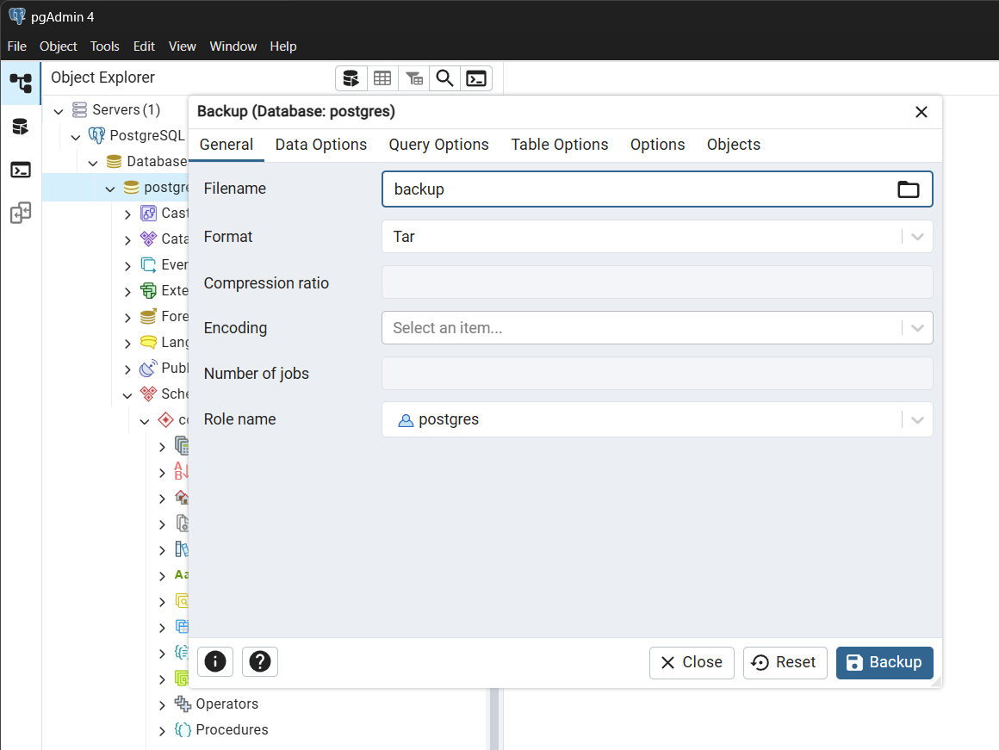 pgAdmin 4
File Object Tools Edit View Window Help
Object Explorer
Servers (1)
PostgreSQL
Database
postgre
Cast
Cata
Even
Exte
Fore
Lang
Publ
Sche
Aa
Operators
Procedures
Backup (Database: postgres)
General Data Options Query Options Table Options Options Objects
Filename backup
Format Tar
Compression ratio
Encoding Select an item...
Number of jobs
Role name postgres
Close Reset Backup